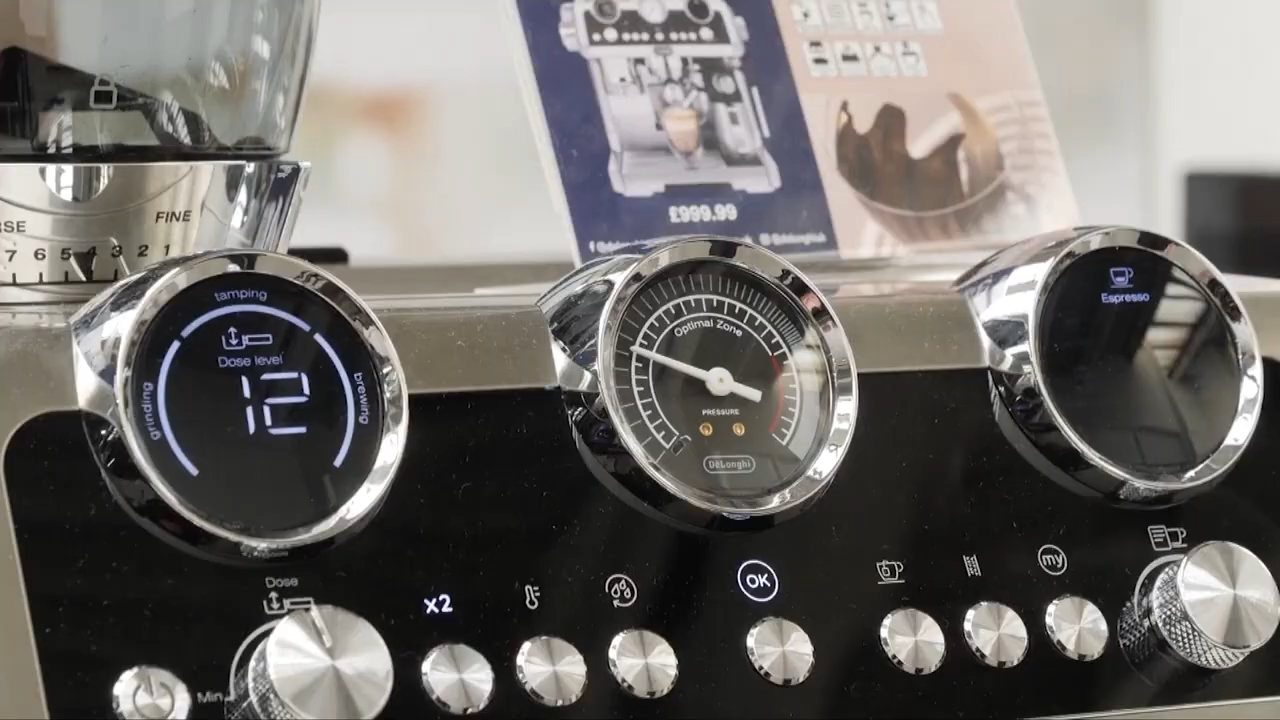 FINE
7 6 5 4 3 2 1
£999.99
tamping
Dose level
12
grinding
brewing
Optimal Zone
PRESSURE
DeLonghi
Espresso
Dose
Min
x2
OK
my